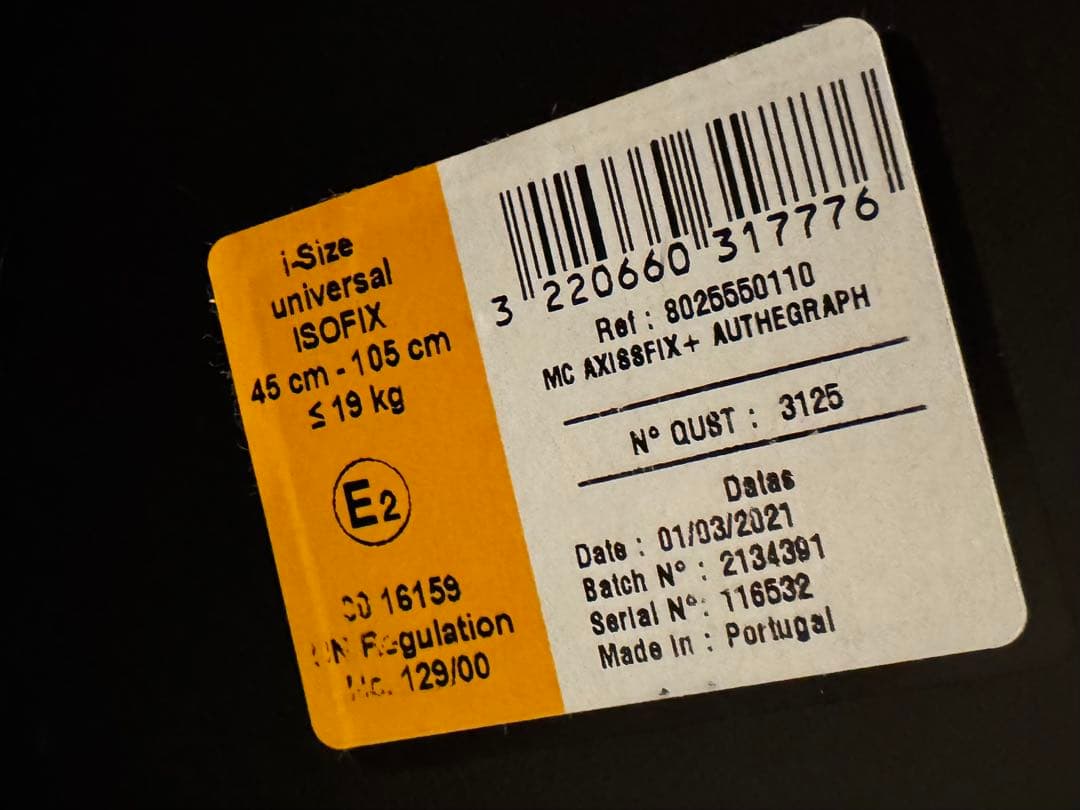 i-Size
universal
ISOFIX
45 cm - 105 cm
≤ 19 kg
E2
16159
Regulation
129/00
3 220660 317776
Ref : 8025550110
MC AXISSFIX+ AUTHEGRAPH
N° QUST : 3125
Datas
Date : 01/03/2021
Batch N° : 2134391
Serial N° : 116532
Made In : Portugal